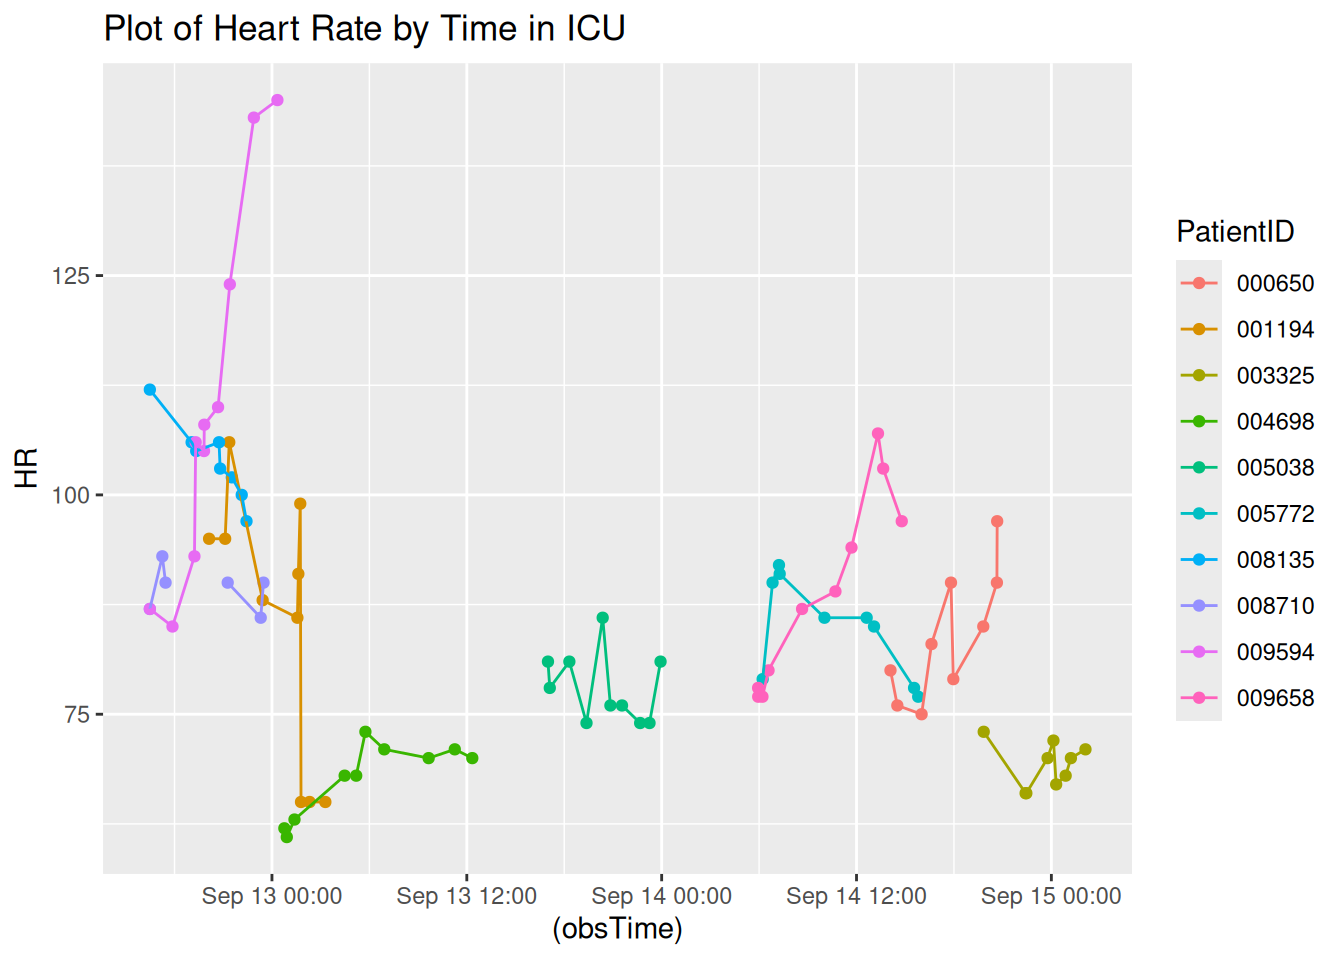 Plot of Heart Rate by Time in ICU
HR
125
100
75
Sep 13 00:00
Sep 13 12:00
Sep 14 00:00
Sep 14 12:00
Sep 15 00:00
(obsTime)
PatientID
000650
001194
003325
004698
005038
005772
008135
008710
009594
009658